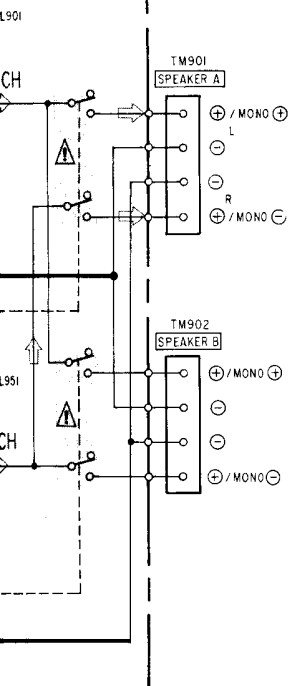 L901
TM901
SPEAKER A
CH
⊕/MONO ⊕
L
⊖
⊖
R
⊕/MONO ⊖
TM902
SPEAKER B
⊕/MONO ⊕
L951
⊖
CH
⊖
⊕/MONO ⊖